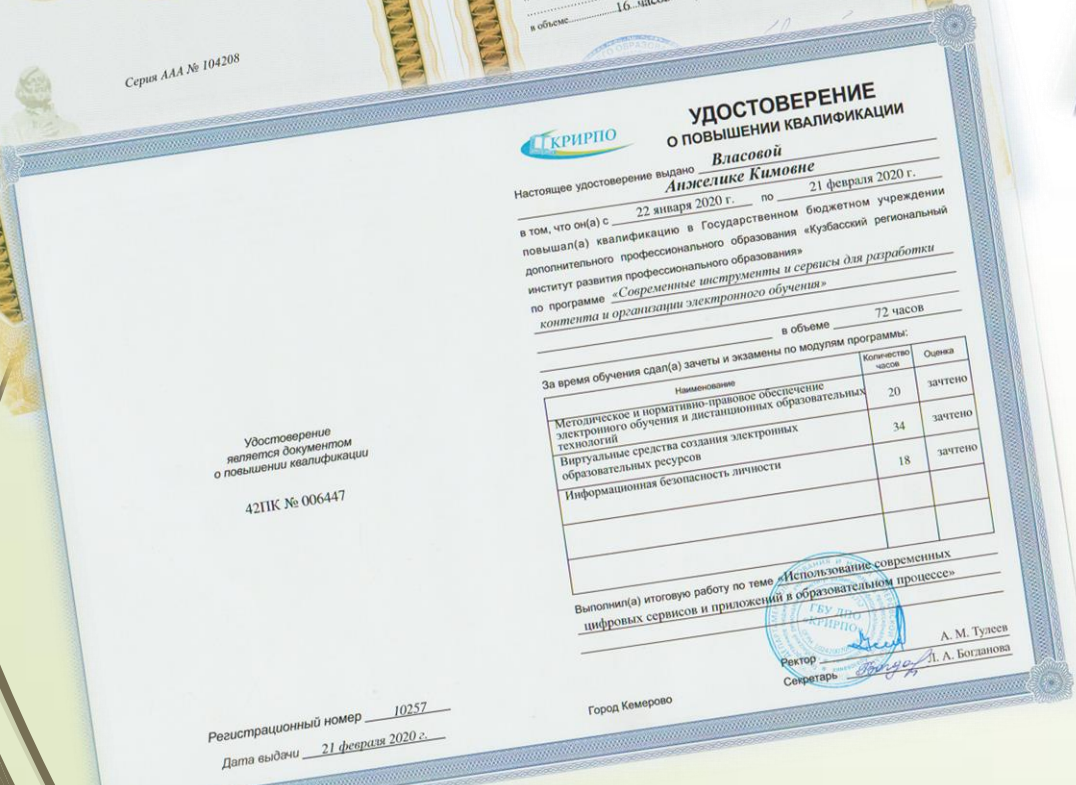 Серия ААА № 104208
в объеме 16 часов
Удостоверение
является документом
о повышении квалификации
42ПК № 006447
Регистрационный номер 10257
Дата выдачи 21 февраля 2020 г.
КРИРПО
УДОСТОВЕРЕНИЕ
О ПОВЫШЕНИИ КВАЛИФИКАЦИИ
Настоящее удостоверение выдано Власовой
Анжелике Кимовне
в том, что он(а) с 22 января 2020 г. по 21 февраля 2020 г.
повышал(а) квалификацию в Государственном бюджетном учреждении
дополнительного профессионального образования «Кузбасский региональный
институт развития профессионального образования»
по программе «Современные инструменты и сервисы для разработки
контента и организации электронного обучения»
в объеме 72 часов
За время обучения сдал(а) зачеты и экзамены по модулям программы:
Наименование Количество часов Оценка
Методическое и нормативно-правовое обеспечение
электронного обучения и дистанционных образовательных
технологий 20 зачтено
Виртуальные средства создания электронных
образовательных ресурсов 34 зачтено
Информационная безопасность личности 18 зачтено
Выполнил(а) итоговую работу по теме «Использование современных
цифровых сервисов и приложений в образовательном процессе»
ГБУ ДПО
«КРИРПО»
Ректор А. М. Тулеев
Секретарь Л. А. Богданова
Город Кемерово